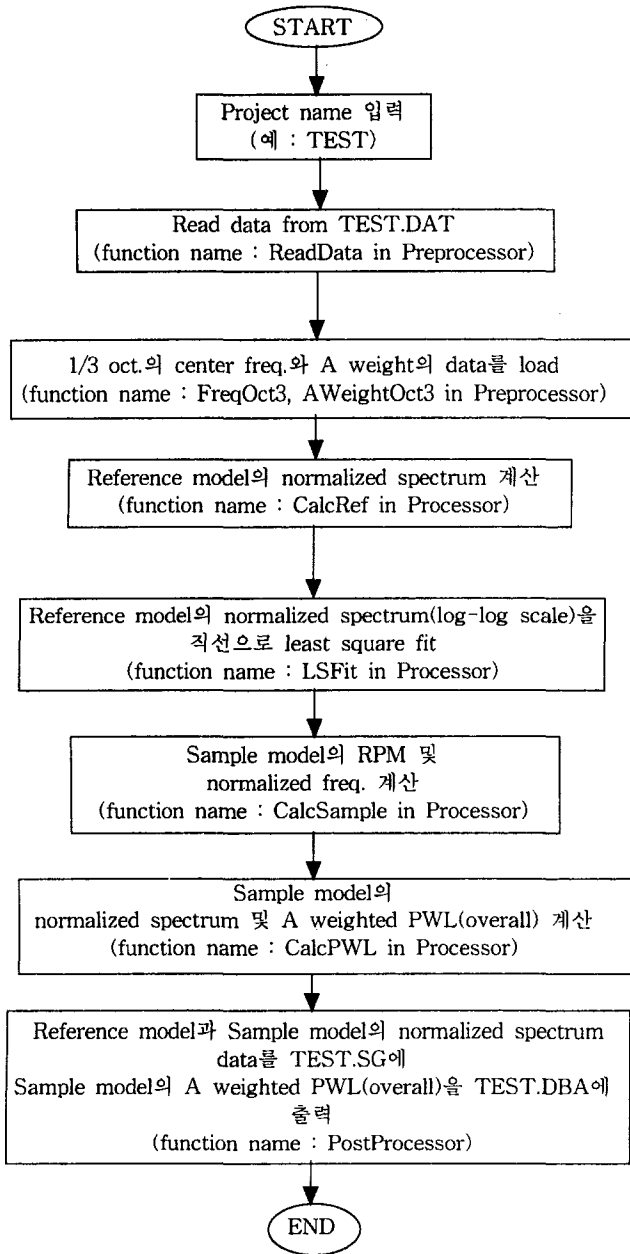 START
Project name 입력
(예 : TEST)
Read data from TEST.DAT
(function name : ReadData in Preprocessor)
1/3 oct.의 center freq.와 A weight의 data를 load
(function name : FreqOct3, AWeightOct3 in Preprocessor)
Reference model의 normalized spectrum 계산
(function name : CalcRef in Processor)
Reference model의 normalized spectrum(log-log scale)을
직선으로 least square fit
(function name : LSFit in Processor)
Sample model의 RPM 및
normalized freq. 계산
(function name : CalcSample in Processor)
Sample model의
normalized spectrum 및 A weighted PWL(overall) 계산
(function name : CalcPWL in Processor)
Reference model과 Sample model의 normalized spectrum
data를 TEST.SG에
Sample model의 A weighted PWL(overall)을 TEST.DBA에
출력
(function name : PostProcessor)
END